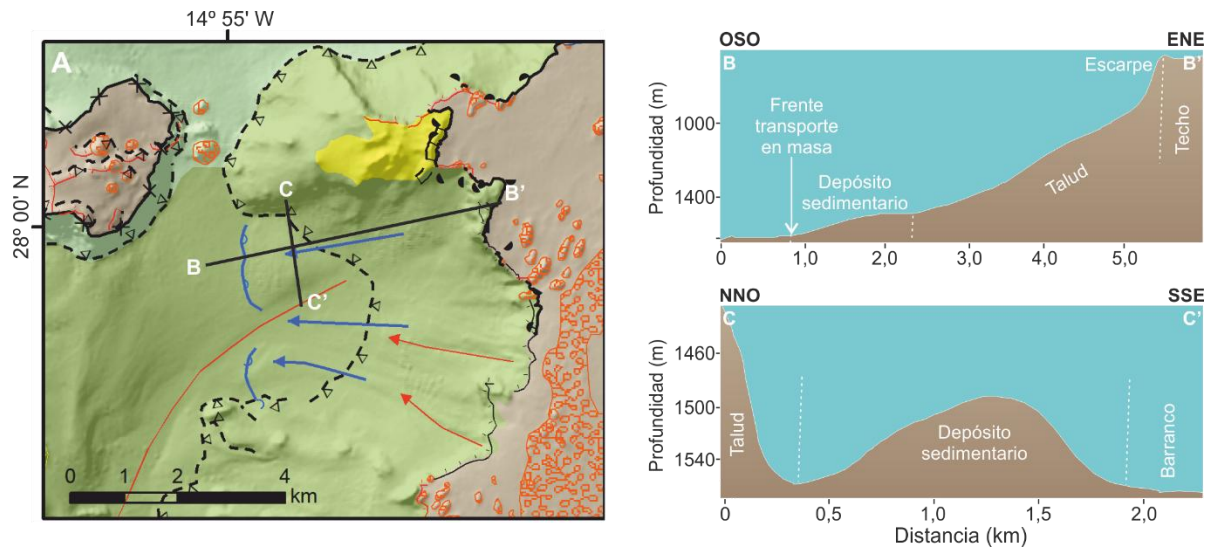 14º 55' W
A
28º 00' N
C
B'
B
C'
0 1 2 4
km
OSO ENE
B Escarpe B'
Frente
transporte
en masa
Techo
Depósito
sedimentario
Talud
Profundidad (m)
1000
1400
0 1,0 2,0 3,0 4,0 5,0
NNO SSE
C C'
Profundidad (m)
1460
1500
1540
Talud
Depósito
sedimentario
Barranco
0 0,5 1,0 1,5 2,0
Distancia (km)